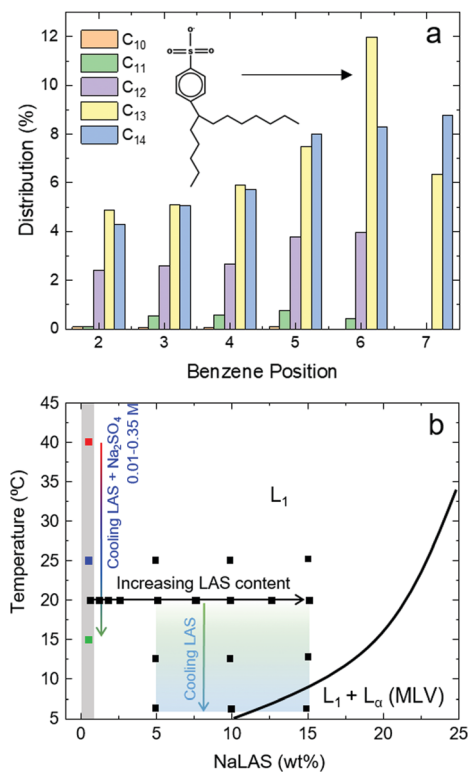 a
C₁₀
C₁₁
C₁₂
C₁₃
C₁₄
O⁻
O=S=O
12
10
8
6
4
2
0
Distribution (%)
2 3 4 5 6 7
Benzene Position
b
45
40
35
30
25
20
15
10
5
Temperature (ºC)
Cooling LAS + Na₂SO₄
0.01-0.35 M
L₁
Increasing LAS content
Cooling LAS
L₁ + Lα (MLV)
0 5 10 15 20 25
NaLAS (wt%)